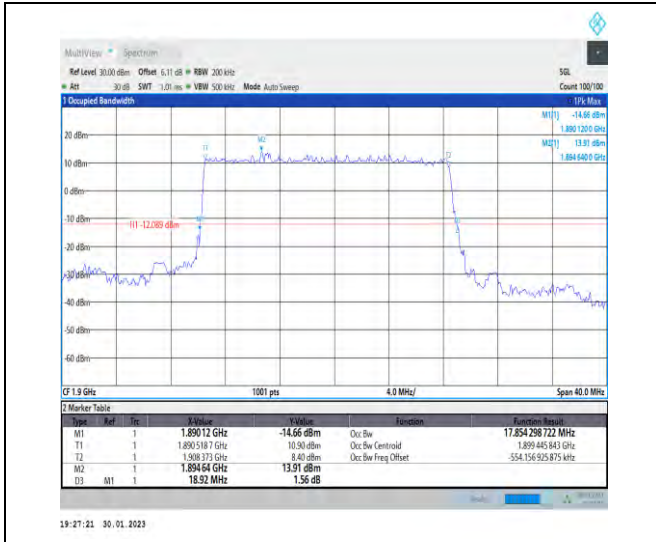 MultiView Spectrum
Ref Level 30.00 dBm Offset 6.11 dB RBW 200 kHz SGL
Att 30 dB SWT 1.01 ms VBW 500 kHz Mode Auto Sweep Count 100/100
1 Occupied Bandwidth 1Pk Max
M1[1] -14.66 dBm
1.8901200 GHz
M2[1] 13.91 dBm
1.8946400 GHz
20 dBm
M2
T1
T2
10 dBm
0 dBm
-10 dBm
H1 -12.089 dBm
-20 dBm
-30 dBm
-40 dBm
-50 dBm
-60 dBm
CF 1.9 GHz 1001 pts 4.0 MHz/ Span 40.0 MHz
2 Marker Table
Type Ref Trc X-Value Y-Value Function Function Result
M1 1 1.89012 GHz -14.66 dBm Occ Bw 17.854 298 722 MHz
T1 1 1.890 518 7 GHz 10.90 dBm Occ Bw Centroid 1.899 445 843 GHz
T2 1 1.908 373 GHz 8.40 dBm Occ Bw Freq Offset -554.156 925 875 kHz
M2 1 1.89464 GHz 13.91 dBm
D3 M1 1 18.92 MHz 1.56 dB
19:27:21 30.01.2023